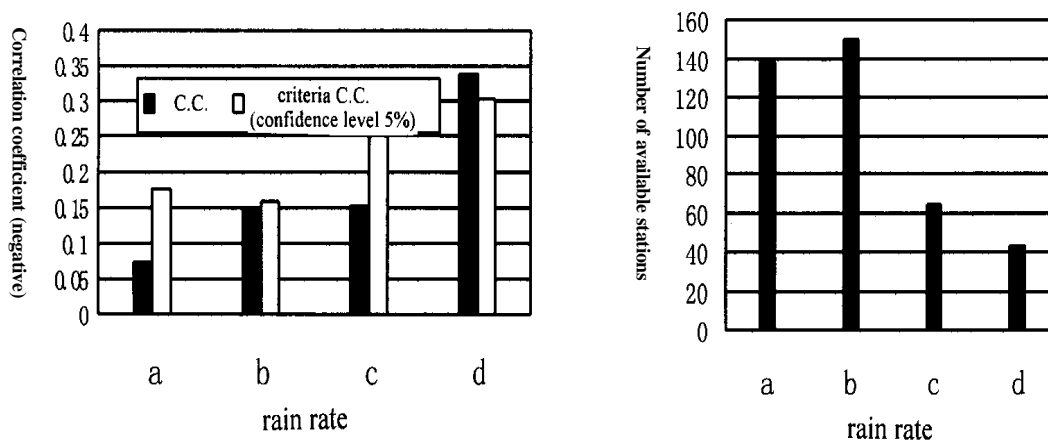 Correlation coefficient (negative)
0.4
0.35
0.3
0.25
0.2
0.15
0.1
0.05
0
C.C.
criteria C.C.
(confidence level 5%)
a b c d
rain rate
Number of available stations
160
140
120
100
80
60
40
20
0
a b c d
rain rate